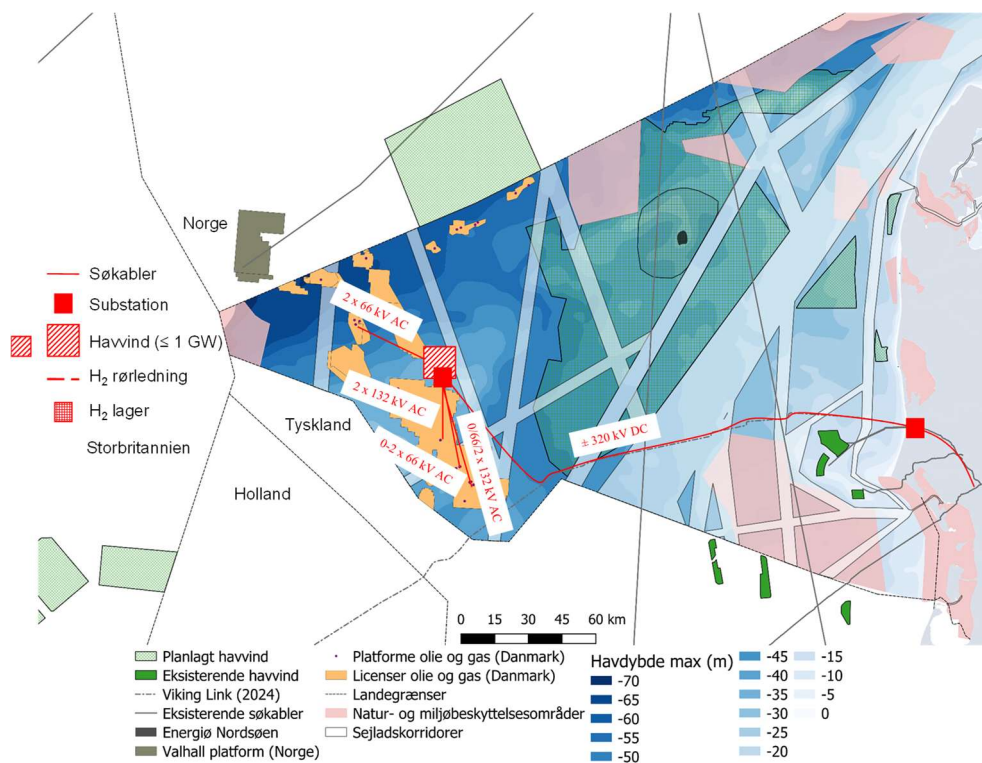 Norge
Søkabler
Substation
Havvind (≤ 1 GW)
H₂ rørledning
H₂ lager
Storbritannien
Tyskland
Holland
2 x 66 kV AC
2 x 132 kV AC
0-2 x 66 kV AC
0/66/2 x 132 kV AC
± 320 kV DC
0 15 30 45 60 km
Planlagt havvind
Eksisterende havvind
Viking Link (2024)
Eksisterende søkabler
Energiø Nordsøen
Valhall platform (Norge)
Platforme olie og gas (Danmark)
Licenser olie og gas (Danmark)
Landegrænser
Natur- og miljøbeskyttelsesområder
Sejladskorridorer
Havdybde max (m)
-70
-65
-60
-55
-50
-45
-40
-35
-30
-25
-20
-15
-10
-5
0